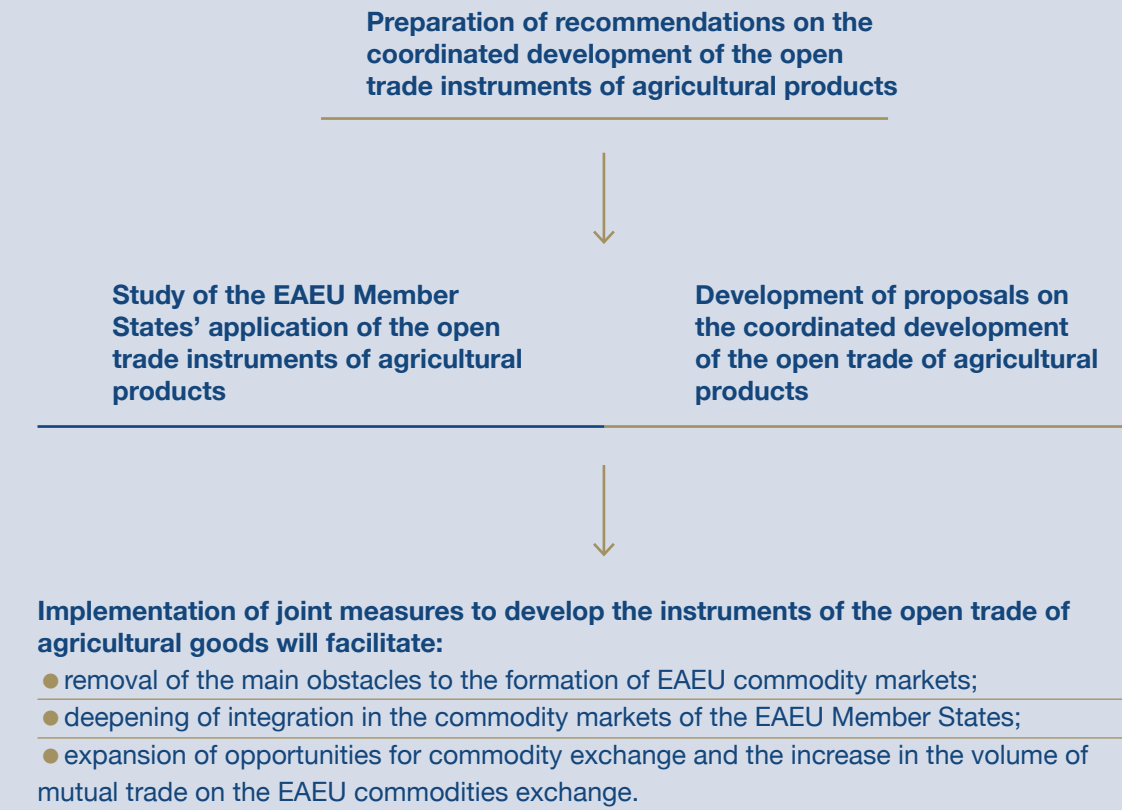 Preparation of recommendations on the
coordinated development of the open
trade instruments of agricultural products
Study of the EAEU Member
States’ application of the open
trade instruments of agricultural
products
Development of proposals on
the coordinated development
of the open trade of agricultural
products
Implementation of joint measures to develop the instruments of the open trade of
agricultural goods will facilitate:
● removal of the main obstacles to the formation of EAEU commodity markets;
● deepening of integration in the commodity markets of the EAEU Member States;
● expansion of opportunities for commodity exchange and the increase in the volume of
mutual trade on the EAEU commodities exchange.